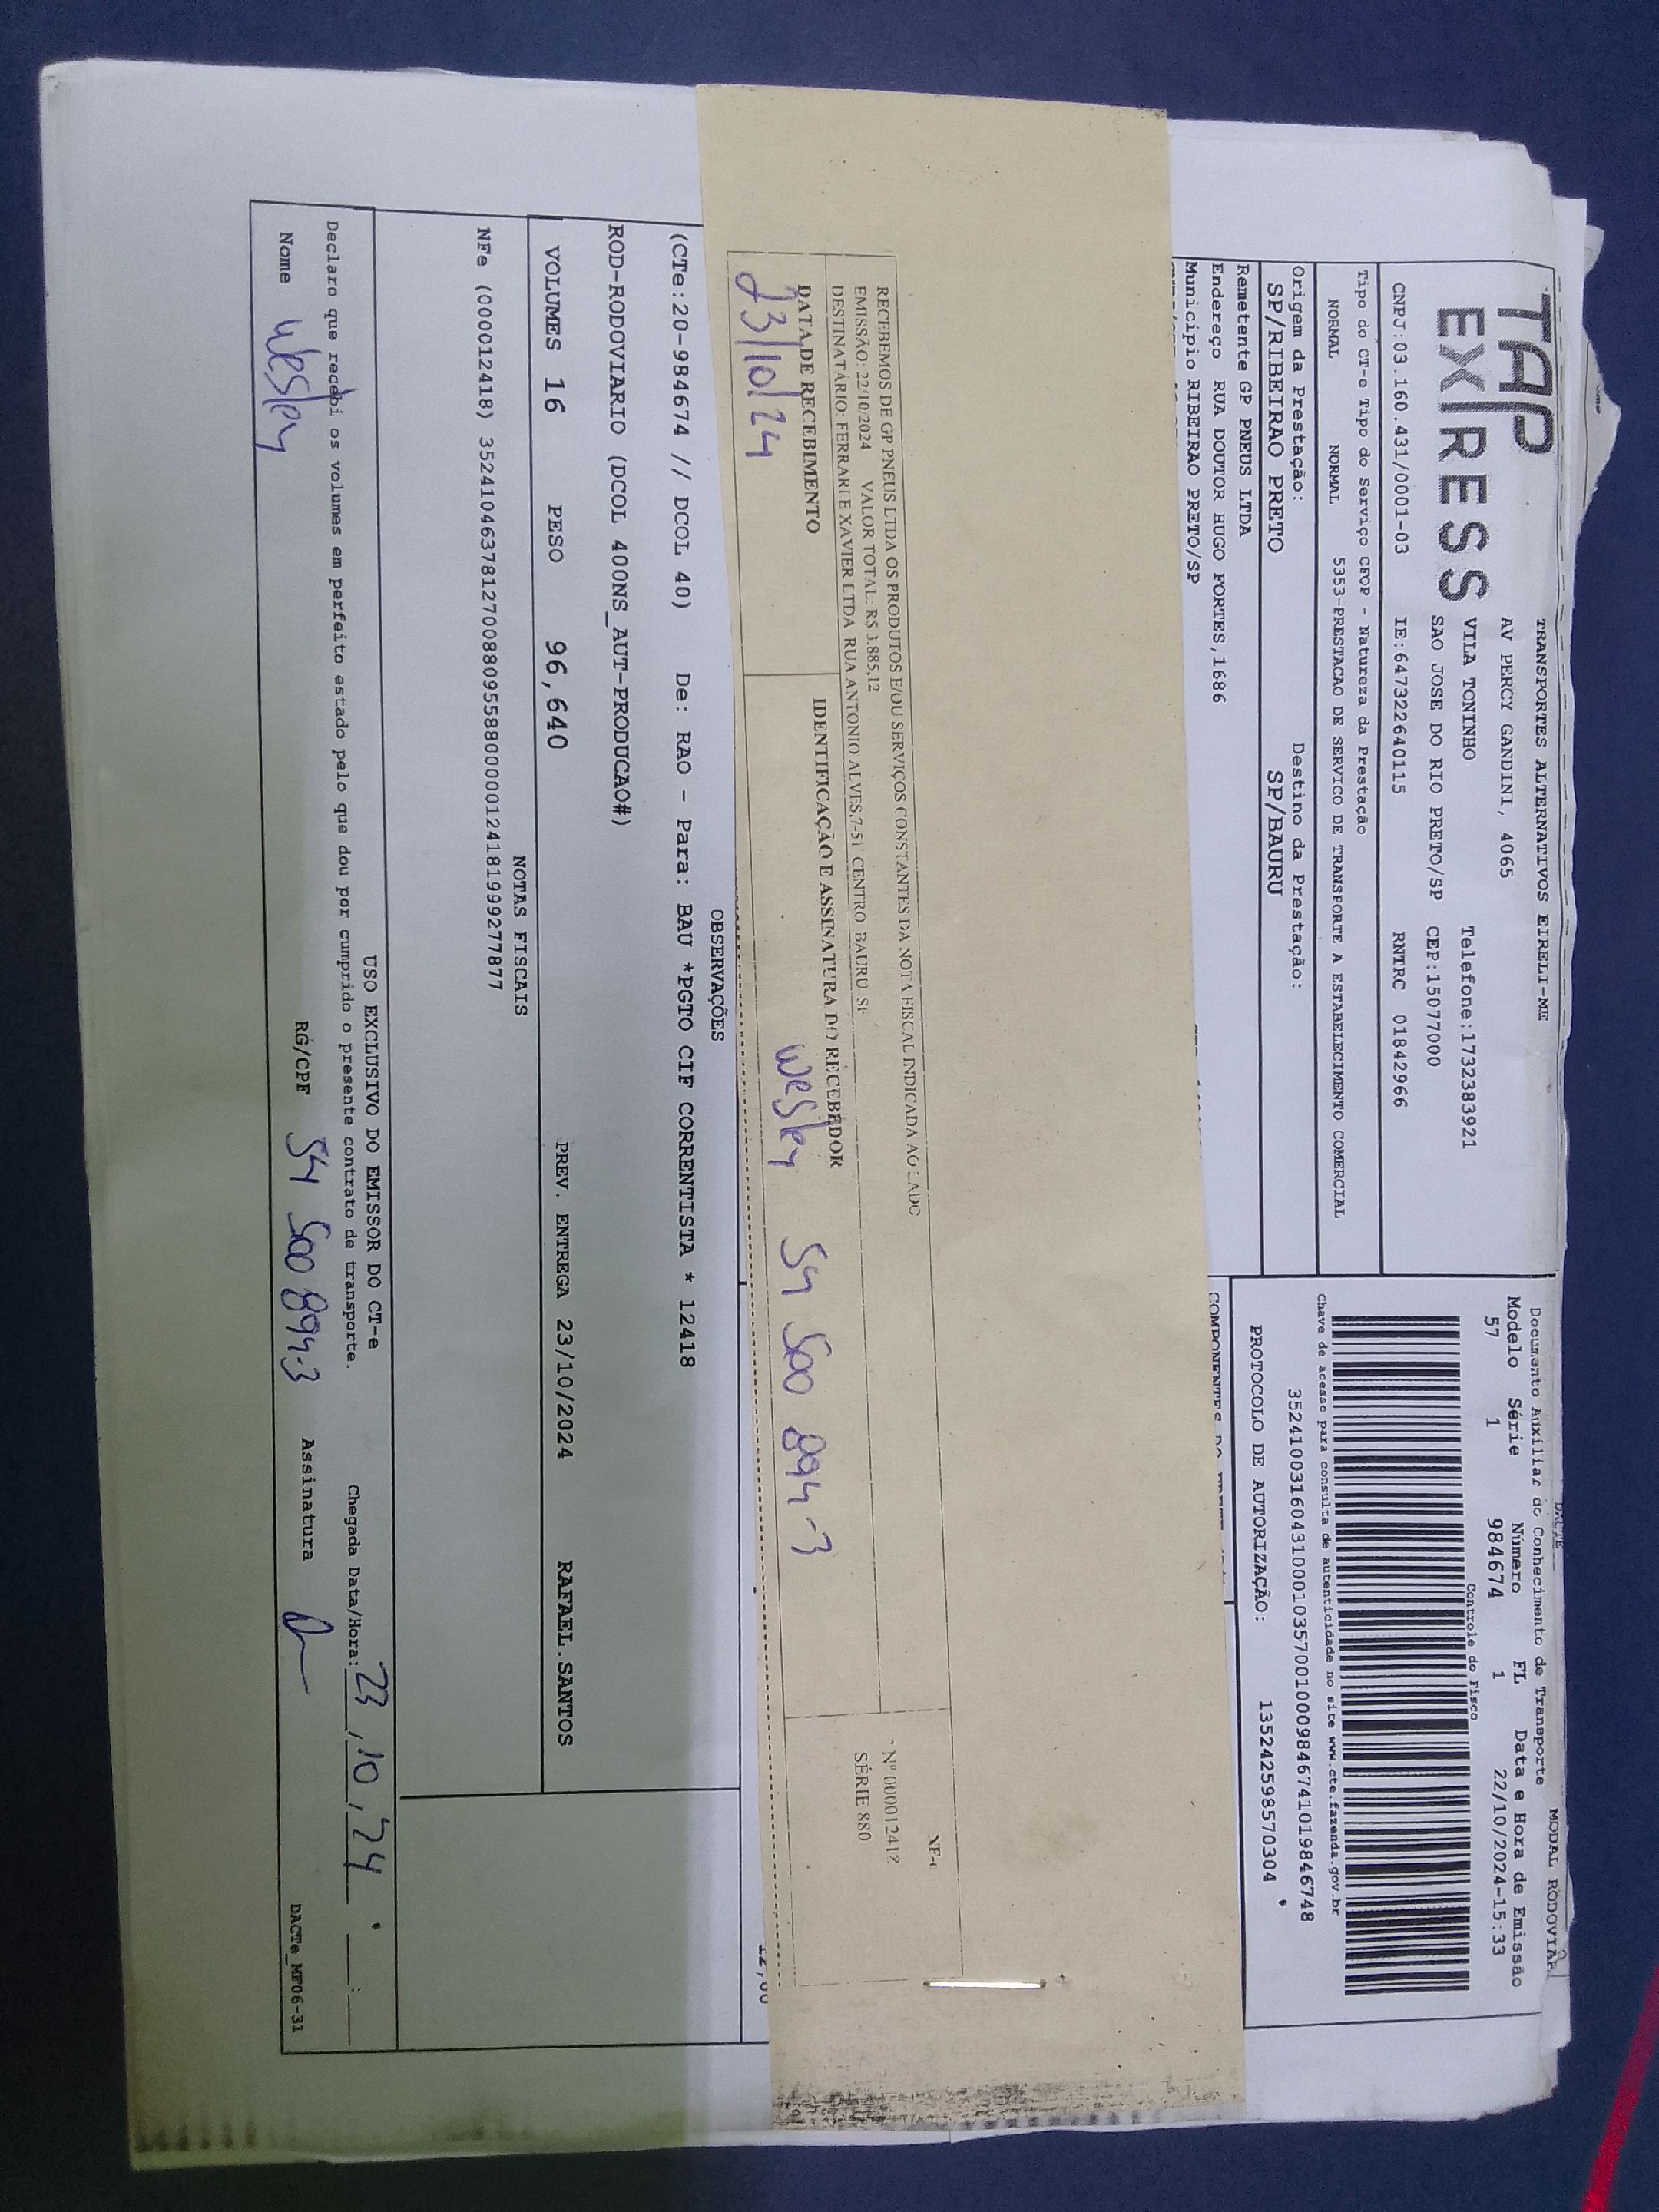 DACTE
MODAL RODOVIAR
TAP EXPRESS
TRANSPORTES ALTERNATIVOS EIRELI-ME
AV PERCY GANDINI, 4065
VILA TONINHO Telefone:1732383921
SAO JOSE DO RIO PRETO/SP CEP:15077000
CNPJ:03.160.431/0001-03 IE:647322640115 RNTRC 01842966
Documento Auxiliar do Conhecimento de Transporte
Modelo Série Número FL Data e Hora de Emissão
57 1 984674 1 22/10/2024-15:33
Controle do Fisco
Tipo do CT-e Tipo do Serviço CFOP - Natureza da Prestação
NORMAL NORMAL 5353-PRESTACAO DE SERVICO DE TRANSPORTE A ESTABELECIMENTO COMERCIAL
Chave de acesso para consulta de autenticidade no site www.cte.fazenda.gov.br
35241003160431000103570010009846741019846748
Origem da Prestação: Destino da Prestação:
SP/RIBEIRAO PRETO SP/BAURU
PROTOCOLO DE AUTORIZAÇÃO: 135242598570304
Remetente GP PNEUS LTDA
Endereço RUA DOUTOR HUGO FORTES,1686
Município RIBEIRAO PRETO/SP
COMPONENTES DO
NF-e
RECEBEMOS DE GP PNEUS LTDA OS PRODUTOS E/OU SERVIÇOS CONSTANTES DA NOTA FISCAL INDICADA AO LADO
EMISSÃO: 22/10/2024 VALOR TOTAL: R$ 3.885,12
DESTINATÁRIO: FERRARI E XAVIER LTDA RUA ANTONIO ALVES,7-51 CENTRO BAURU SP
SÉRIE 880
DATA DE RECEBIMENTO IDENTIFICAÇÃO E ASSINATURA DO RECEBEDOR
23/10/24 Wesley 54 500 894-3
OBSERVAÇÕES
(CTe:20-984674 // DCOL 40) De: RAO - Para: BAU *PGTO CIF CORRENTISTA * 12418
ROD-RODOVIARIO (DCOL 400NS_AUT-PRODUCAO#)
VOLUMES 16 PESO 96,640 PREV. ENTREGA 23/10/2024 RAFAEL.SANTOS
NOTAS FISCAIS
NFe (000012418) 35241046378127008809558800000124181999277877
USO EXCLUSIVO DO EMISSOR DO CT-e
Declaro que recebi os volumes em perfeito estado pelo que dou por cumprido o presente contrato de transporte. Chegada Data/Hora: 23/10/24
Nome Wesley RG/CPF 54 500 894-3 Assinatura
DACTe_MF06-31